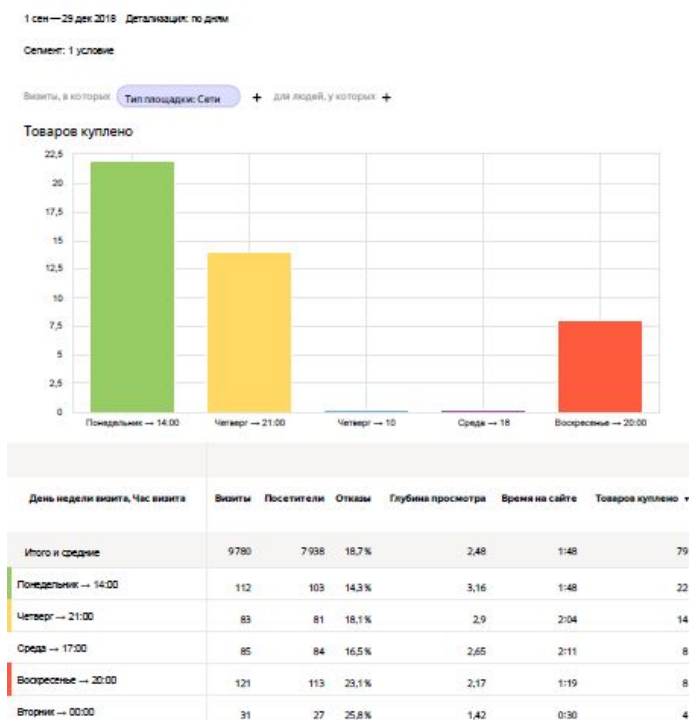 1 сен — 29 дек 2018 Детализация: по дням
Сегмент: 1 условие
Визиты, в которых Тип площадки: Сети + для людей, у которых +
Товаров куплено
22,5
20
17,5
15
12,5
10
7,5
5
2,5
0
Понедельник → 14:00 Четверг → 21:00 Четверг → 10 Среда → 18 Воскресенье → 20:00
День недели визита, Час визита Визиты Посетители Отказы Глубина просмотра Время на сайте Товаров куплено ▼
Итого и средние 9780 7938 18,7 % 2,48 1:48 79
Понедельник → 14:00 112 103 14,3 % 3,16 1:48 22
Четверг → 21:00 83 81 18,1 % 2,9 2:04 14
Среда → 17:00 85 84 16,5 % 2,65 2:11 8
Воскресенье → 20:00 121 113 23,1 % 2,17 1:19 8
Вторник → 00:00 31 27 25,8 % 1,42 0:30 4